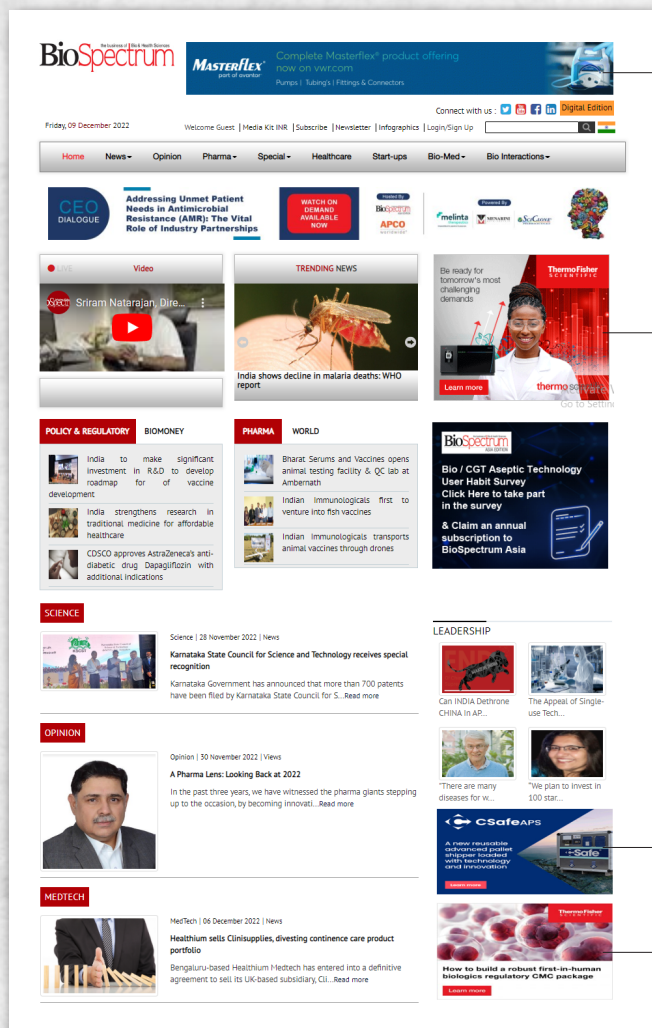 the business of Bio & Health Sciences
BioSpectrum
MASTERFLEX®
part of avantor
Complete Masterflex® product offering
now on vwr.com
Pumps | Tubing's | Fittings & Connectors
Connect with us :
Digital Edition
Friday, 09 December 2022
Welcome Guest | Media Kit INR | Subscribe | Newsletter | Infographics | Login/Sign Up
Home News Opinion Pharma Special Healthcare Start-ups Bio-Med Bio Interactions
CEO
DIALOGUE
Addressing Unmet Patient
Needs in Antimicrobial
Resistance (AMR): The Vital
Role of Industry Partnerships
WATCH ON
DEMAND
AVAILABLE
NOW
Hosted By
BioSpectrum
APCO
worldwide
Powered By
melinta
MENARINI
SciClone
LIVE
Video
Sriram Natarajan, Dire...
TRENDING NEWS
India shows decline in malaria deaths: WHO
report
Be ready for
tomorrow's most
challenging
demands
ThermoFisher
SCIENTIFIC
Learn more
thermo
Go to Setting
POLICY & REGULATORY BIOMONEY
India to make significant
investment in R&D to develop
roadmap for of vaccine
development
India strengthens research in
traditional medicine for affordable
healthcare
CDSCO approves AstraZeneca's anti-
diabetic drug Dapagliflozin with
additional indications
PHARMA WORLD
Bharat Serums and Vaccines opens
animal testing facility & QC lab at
Ambernath
Indian Immunologicals first to
venture into fish vaccines
Indian Immunologicals transports
animal vaccines through drones
BioSpectrum
ASIA EDITION
Bio / CGT Aseptic Technology
User Habit Survey
Click Here to take part
in the survey
& Claim an annual
subscription to
BioSpectrum Asia
SCIENCE
Science | 28 November 2022 | News
Karnataka State Council for Science and Technology receives special
recognition
Karnataka Government has announced that more than 700 patents
have been filed by Karnataka State Council for S...Read more
OPINION
Opinion | 30 November 2022 | Views
A Pharma Lens: Looking Back at 2022
In the past three years, we have witnessed the pharma giants stepping
up to the occasion, by becoming innovati...Read more
MEDTECH
MedTech | 06 December 2022 | News
Healthium sells Clinisupplies, divesting continence care product
portfolio
Bengaluru-based Healthium Medtech has entered into a definitive
agreement to sell its UK-based subsidiary, Cli...Read more
LEADERSHIP
Can INDIA Dethrone
CHINA in AP...
The Appeal of Single-
use Tech...
"There are many
diseases for w...
"We plan to invest in
100 star...
CSafeAPS
A new reusable
advanced pallet
shipper loaded
with technology
and innovation
CSafe
Learn more
ThermoFisher
SCIENTIFIC
How to build a robust first-in-human
biologics regulatory CMC package
Learn more